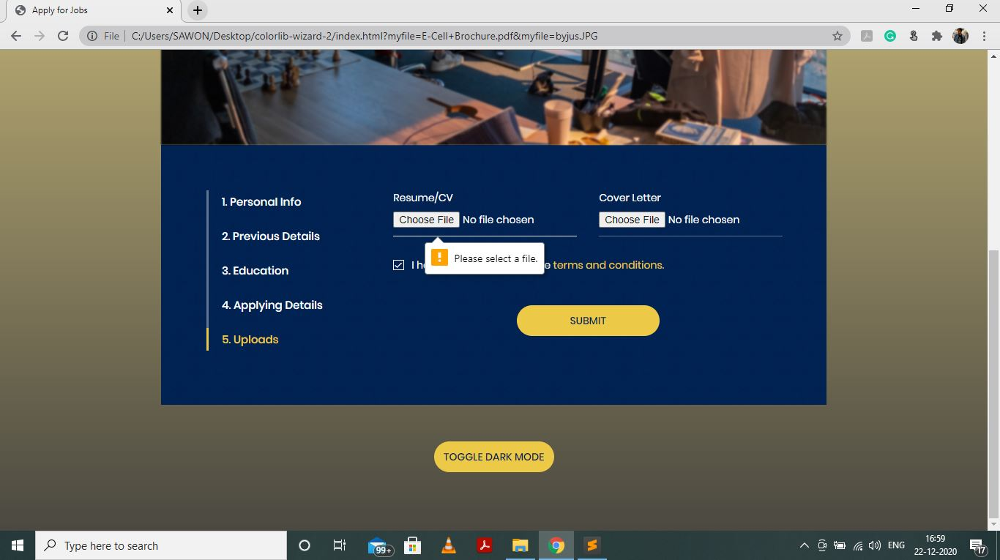 Apply for Jobs
File | C:/Users/SAWON/Desktop/colorlib-wizard-2/index.html?myfile=E-Cell+Brochure.pdf&myfile=byjus.JPG
1. Personal Info
2. Previous Details
3. Education
4. Applying Details
5. Uploads
Resume/CV
Choose File No file chosen
Cover Letter
Choose File No file chosen
! Please select a file.
I h
e terms and conditions.
SUBMIT
TOGGLE DARK MODE
Type here to search
99+
ENG
16:59
22-12-2020
17